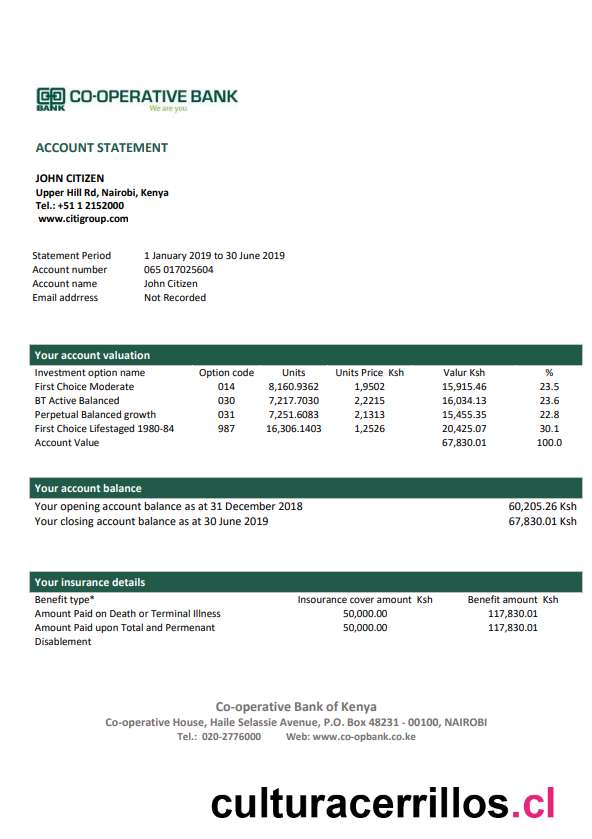 CO-OPERATIVE BANK
BANK
We are you
ACCOUNT STATEMENT
JOHN CITIZEN
Upper Hill Rd, Nairobi, Kenya
Tel.: +51 1 2152000
www.citigroup.com
Statement Period 1 January 2019 to 30 June 2019
Account number 065 017025604
Account name John Citizen
Email addrress Not Recorded
Your account valuation
Investment option name Option code Units Units Price Ksh Valur Ksh %
First Choice Moderate 014 8,160.9362 1,9502 15,915.46 23.5
BT Active Balanced 030 7,217.7030 2,2215 16,034.13 23.6
Perpetual Balanced growth 031 7,251.6083 2,1313 15,455.35 22.8
First Choice Lifestaged 1980-84 987 16,306.1403 1,2526 20,425.07 30.1
Account Value 67,830.01 100.0
Your account balance
Your opening account balance as at 31 December 2018 60,205.26 Ksh
Your closing account balance as at 30 June 2019 67,830.01 Ksh
Your insurance details
Benefit type* Insourance cover amount Ksh Benefit amount Ksh
Amount Paid on Death or Terminal Illness 50,000.00 117,830.01
Amount Paid upon Total and Permenant 50,000.00 117,830.01
Disablement
Co-operative Bank of Kenya
Co-operative House, Haile Selassie Avenue, P.O. Box 48231 - 00100, NAIROBI
Tel.: 020-2776000 Web: www.co-opbank.co.ke
culturacerrillos.cl